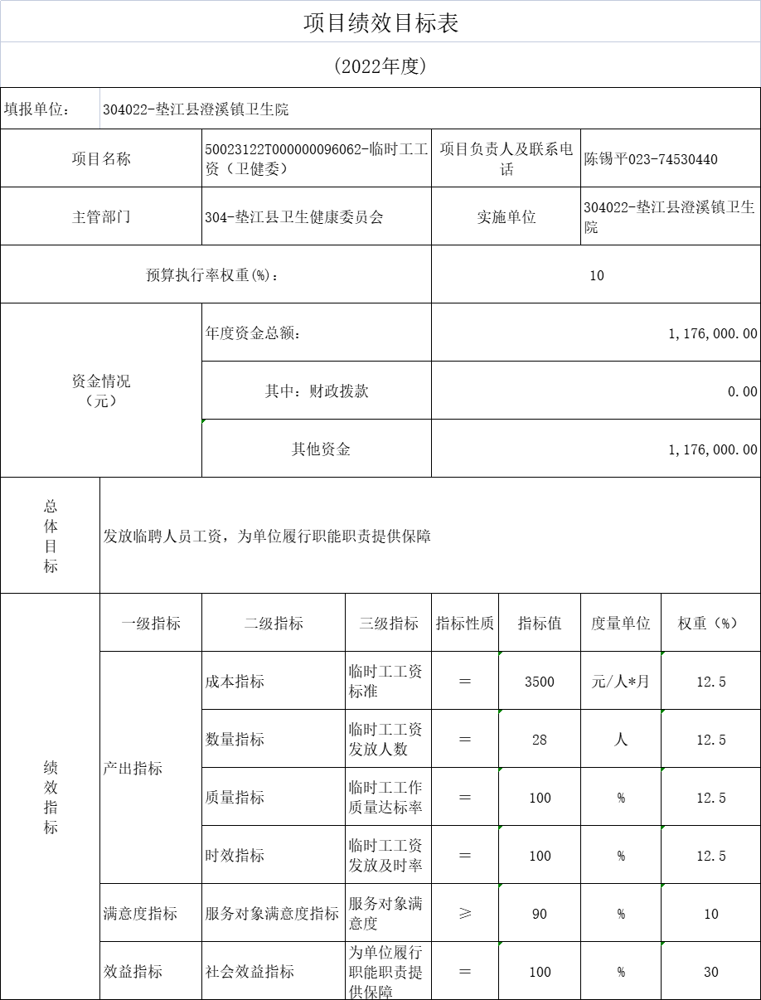 项目绩效目标表
(2022年度)
填报单位: 304022-垫江县澄溪镇卫生院
项目名称
50023122T000000096062-临时工工
资（卫健委）
项目负责人及联系电
话
陈锡平023-74530440
主管部门
304-垫江县卫生健康委员会
实施单位
304022-垫江县澄溪镇卫生
院
预算执行率权重(%):
10
资金情况
（元）
年度资金总额:
1,176,000.00
其中: 财政拨款
0.00
其他资金
1,176,000.00
总
体
目
标
发放临聘人员工资，为单位履行职能职责提供保障
绩
效
指
标
一级指标
二级指标
三级指标
指标性质
指标值
度量单位
权重（%）
产出指标
成本指标
临时工工资
标准
＝
3500
元/人*月
12.5
数量指标
临时工工资
发放人数
＝
28
人
12.5
质量指标
临时工工作
质量达标率
＝
100
%
12.5
时效指标
临时工工资
发放及时率
＝
100
%
12.5
满意度指标
服务对象满意度指标
服务对象满
意度
≥
90
%
10
效益指标
社会效益指标
为单位履行
职能职责提
供保障
＝
100
%
30